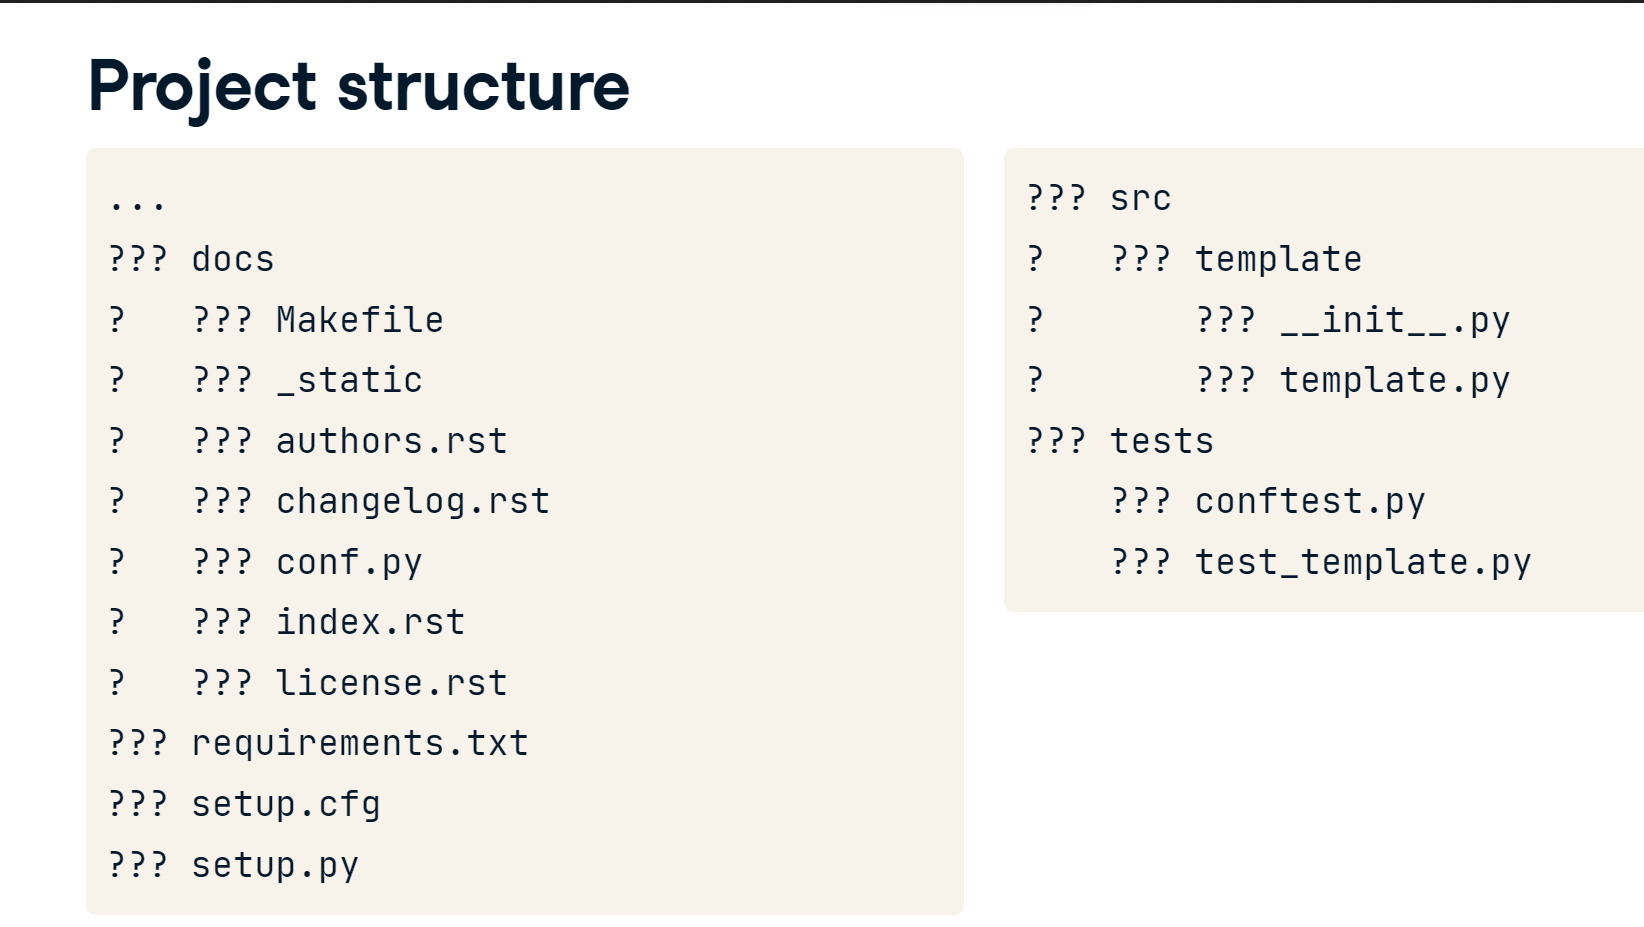 Project structure
...
??? docs
?   ??? Makefile
?   ??? _static
?   ??? authors.rst
?   ??? changelog.rst
?   ??? conf.py
?   ??? index.rst
?   ??? license.rst
??? requirements.txt
??? setup.cfg
??? setup.py
??? src
?   ??? template
?       ??? __init__.py
?       ??? template.py
??? tests
    ??? conftest.py
    ??? test_template.py